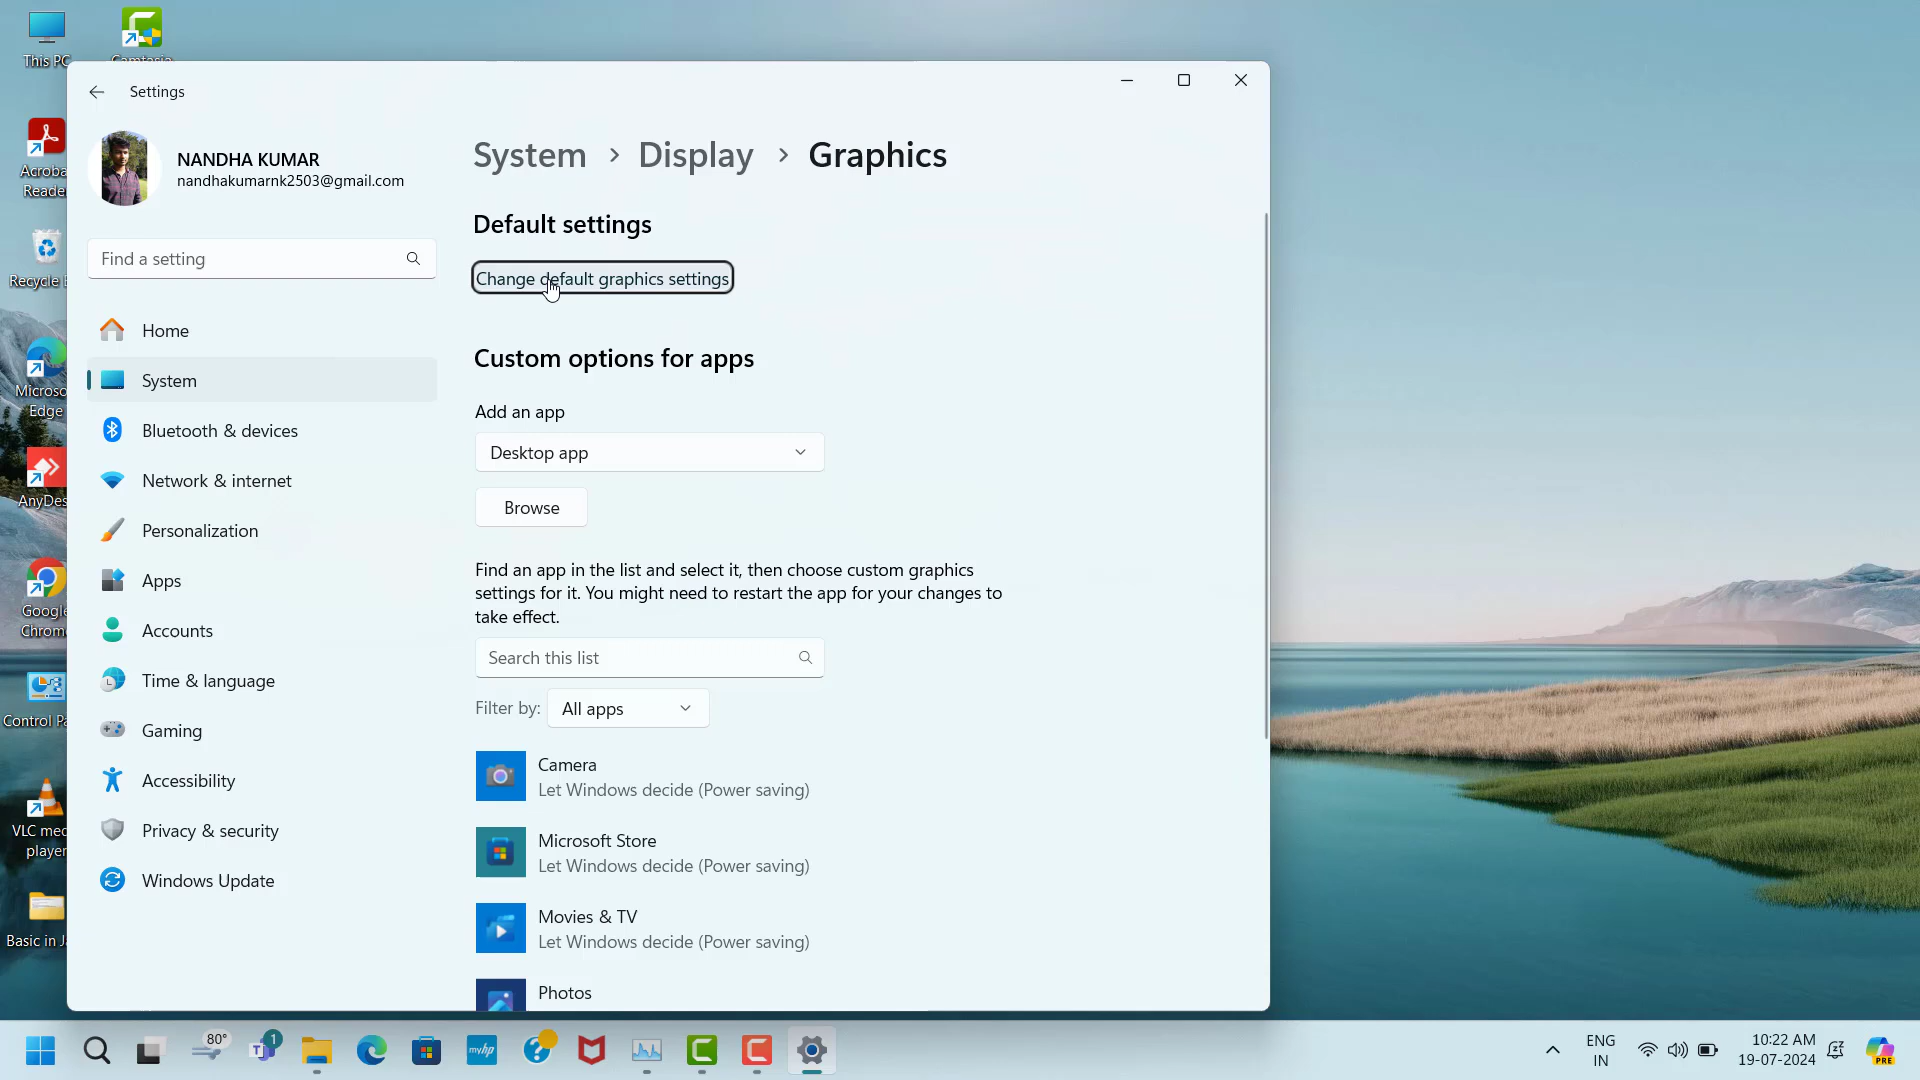 This PC
Camtasia
Settings
NANDHA KUMAR
nandhakumarnk2503@gmail.com
System > Display > Graphics
Default settings
Change default graphics settings
Find a setting
Custom options for apps
Add an app
Desktop app
Browse
Find an app in the list and select it, then choose custom graphics
settings for it. You might need to restart the app for your changes to
take effect.
Search this list
Filter by: All apps
Camera
Let Windows decide (Power saving)
Microsoft Store
Let Windows decide (Power saving)
Movies & TV
Let Windows decide (Power saving)
Photos
Home
System
Bluetooth & devices
Network & internet
Personalization
Apps
Accounts
Time & language
Gaming
Accessibility
Privacy & security
Windows Update
Acroba
Reade
Recycle
Microso
Edge
AnyDes
Google
Chrom
Control Pa
VLC med
player
Basic in Ja
80°
1
myhp
ENG
IN
10:22 AM
19-07-2024
PRE